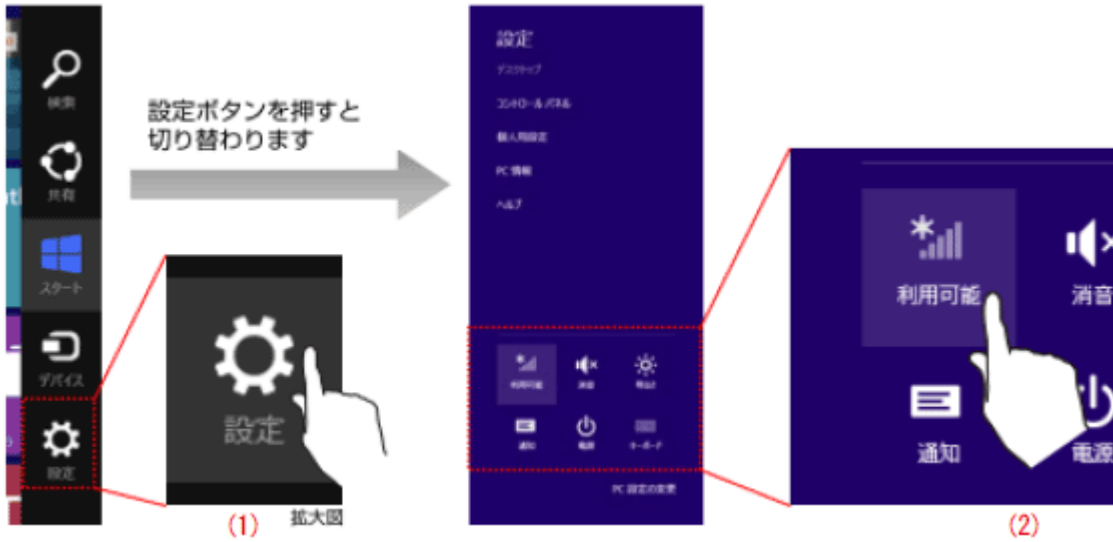 検索
共有
スタート
デバイス
設定
設定ボタンを押すと
切り替わります
設定
(1)
拡大図
設定
デスクトップ
コントロール パネル
個人用設定
PC 情報
ヘルプ
利用可能
消音
明るさ
通知
電源
キーボード
PC 設定の変更
利用可能
消音
通知
電源
(2)